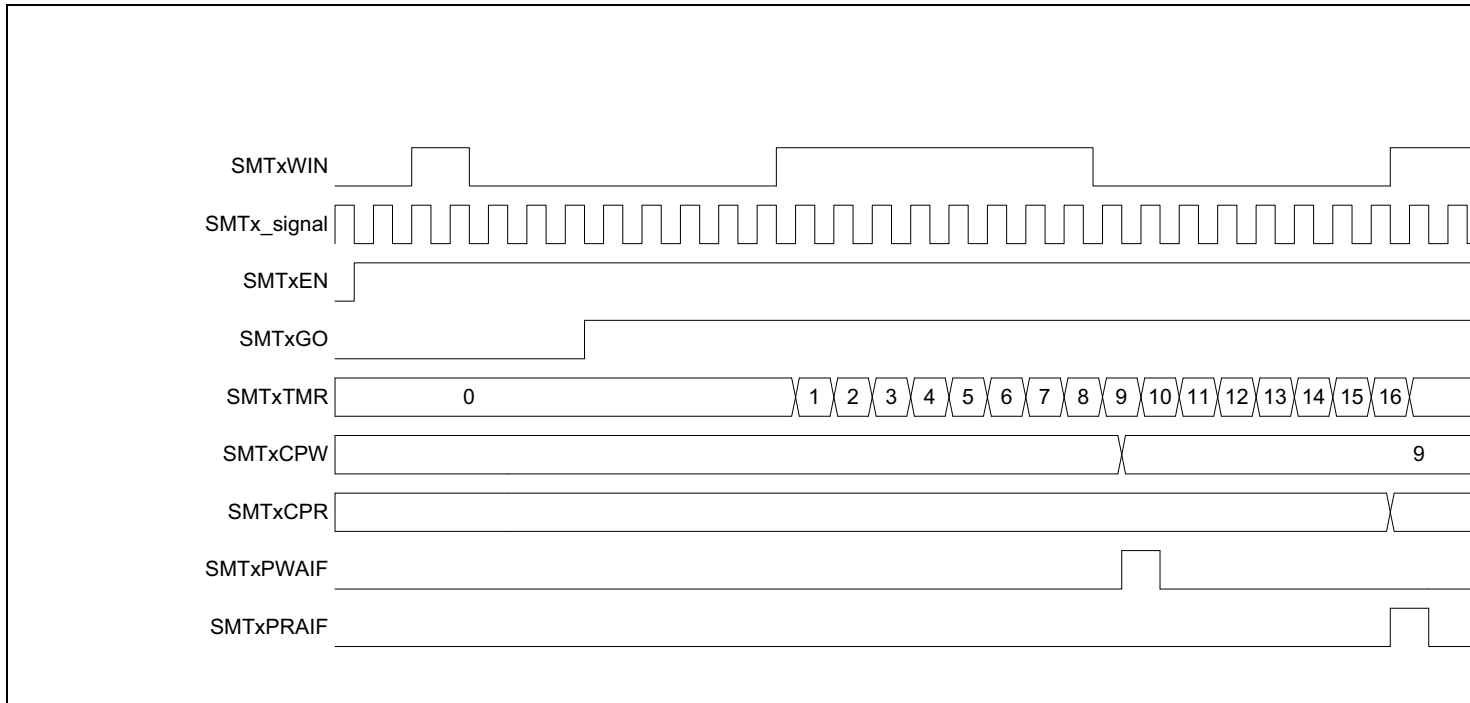 SMTxWIN
SMTx_signal
SMTxEN
SMTxGO
SMTxTMR 0 1 2 3 4 5 6 7 8 9 10 11 12 13 14 15 16
SMTxCPW 9
SMTxCPR
SMTxPWAIF
SMTxPRAIF